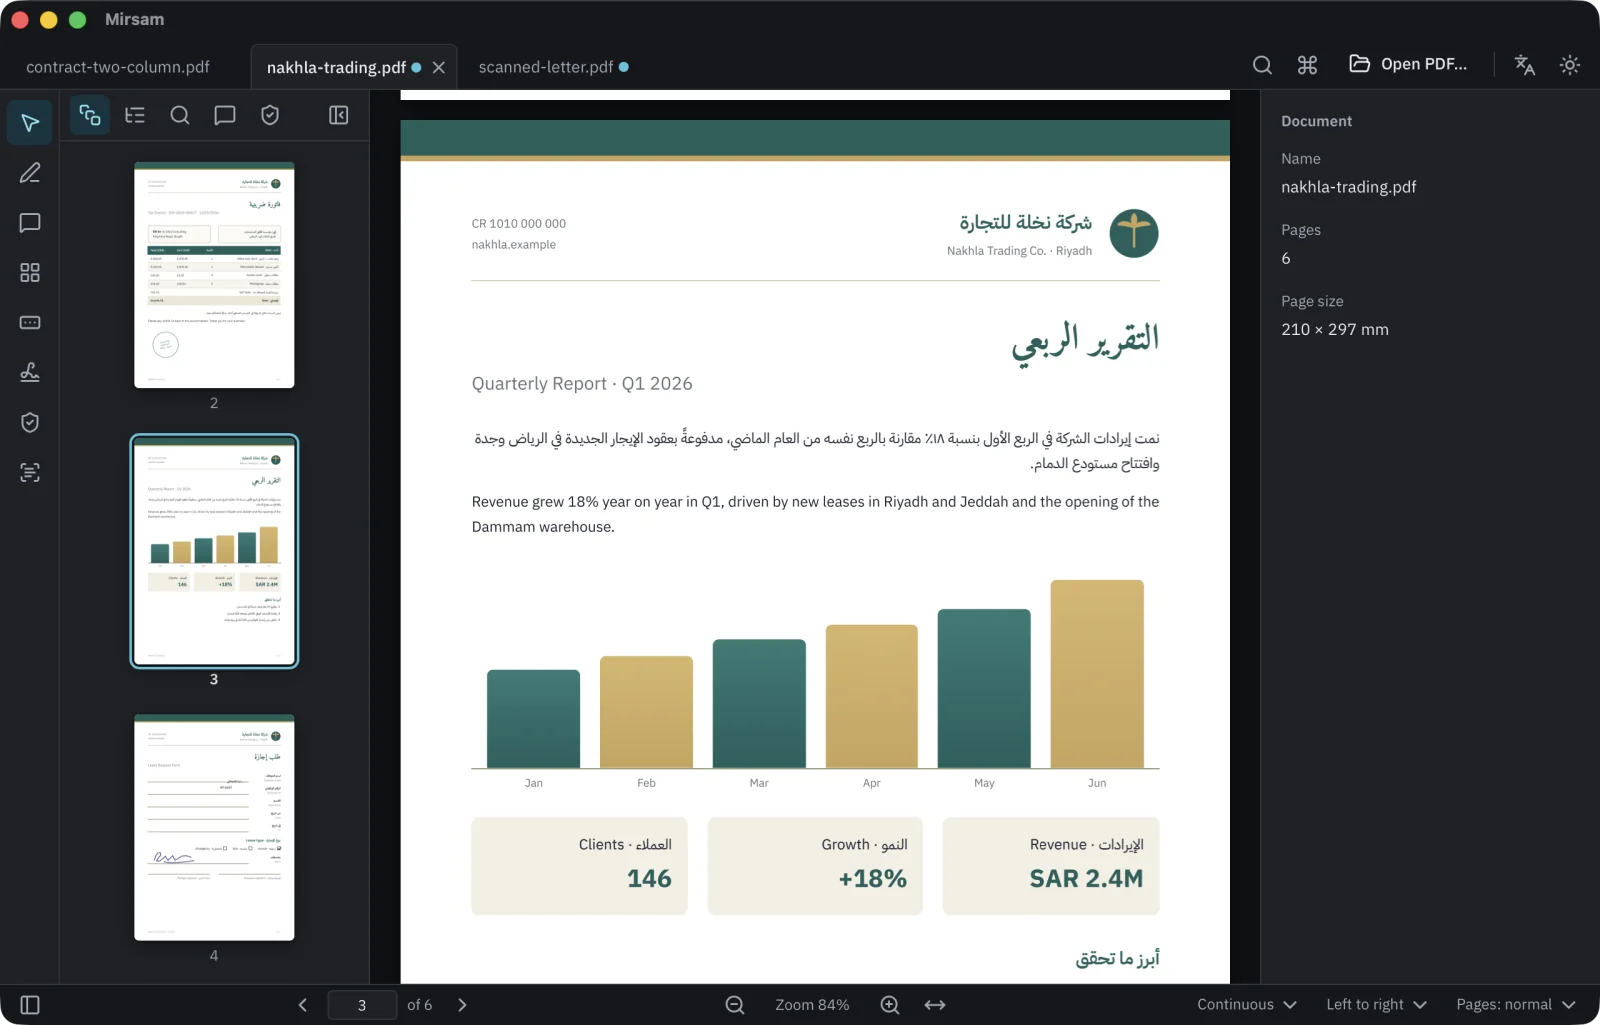 Mirsam
contract-two-column.pdf
nakhla-trading.pdf
scanned-letter.pdf
Open PDF...
2
3
4
CR 1010 000 000
nakhla.example
شركة نخلة للتجارة
Nakhla Trading Co. · Riyadh
التقرير الربعي
Quarterly Report · Q1 2026
نمت إيرادات الشركة في الربع الأول بنسبة ١٨٪ مقارنة بالربع نفسه من العام الماضي، مدفوعةً بعقود الإيجار الجديدة في الرياض وجدة
وافتتاح مستودع الدمام.
Revenue grew 18% year on year in Q1, driven by new leases in Riyadh and Jeddah and the opening of the
Dammam warehouse.
Jan
Feb
Mar
Apr
May
Jun
Clients · العملاء
146
Growth · النمو
+18%
Revenue · الإيرادات
SAR 2.4M
أبرز ما تحقق
Document
Name
nakhla-trading.pdf
Pages
6
Page size
210 × 297 mm
3 of 6
Zoom 84%
Continuous
Left to right
Pages: normal